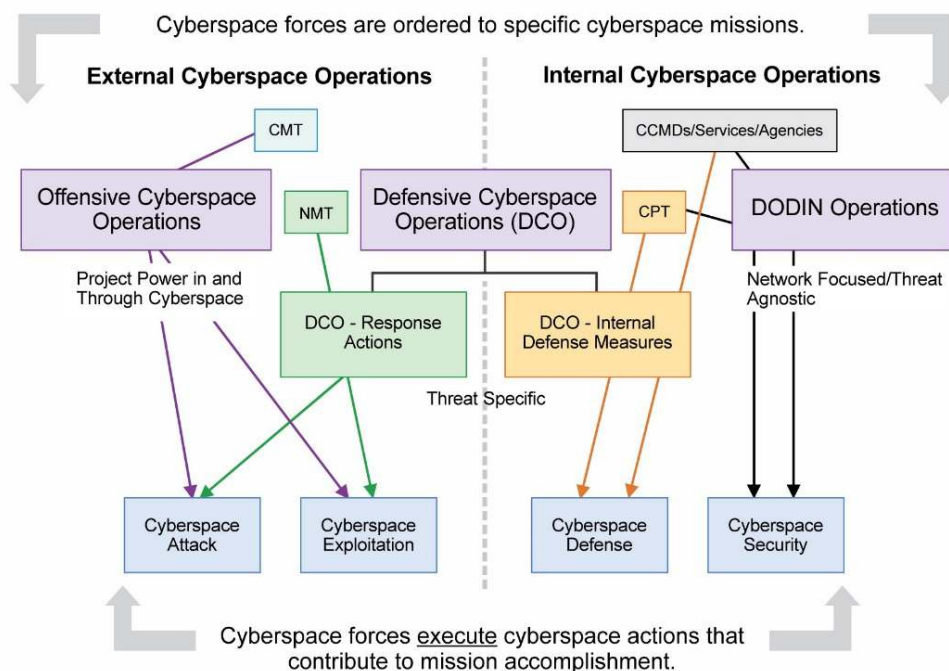 Cyberspace forces are ordered to specific cyberspace missions.
External Cyberspace Operations
Internal Cyberspace Operations
CMT
CCMDs/Services/Agencies
Offensive Cyberspace
Operations
NMT
Defensive Cyberspace
Operations (DCO)
CPT
DODIN Operations
Project Power in and
Through Cyberspace
Network Focused/Threat
Agnostic
DCO - Response
Actions
DCO - Internal
Defense Measures
Threat Specific
Cyberspace
Attack
Cyberspace
Exploitation
Cyberspace
Defense
Cyberspace
Security
Cyberspace forces execute cyberspace actions that
contribute to mission accomplishment.